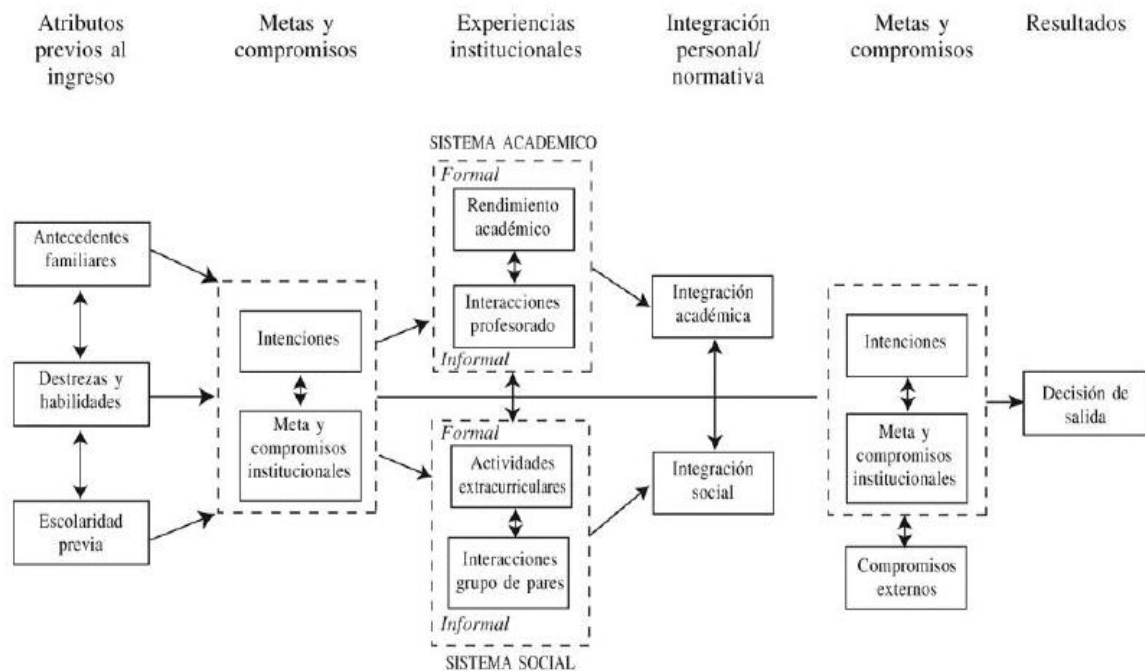 Atributos
previos al
ingreso
Metas y
compromisos
Experiencias
institucionales
Integración
personal/
normativa
Metas y
compromisos
Resultados
Antecedentes
familiares
Destrezas y
habilidades
Escolaridad
previa
Intenciones
Meta y
compromisos
institucionales
SISTEMA ACADEMICO
Formal
Rendimiento
académico
Interacciones
profesorado
Informal
Formal
Actividades
extracurriculares
Interacciones
grupo de pares
Informal
SISTEMA SOCIAL
Integración
académica
Integración
social
Intenciones
Meta y
compromisos
institucionales
Compromisos
externos
Decisión de
salida